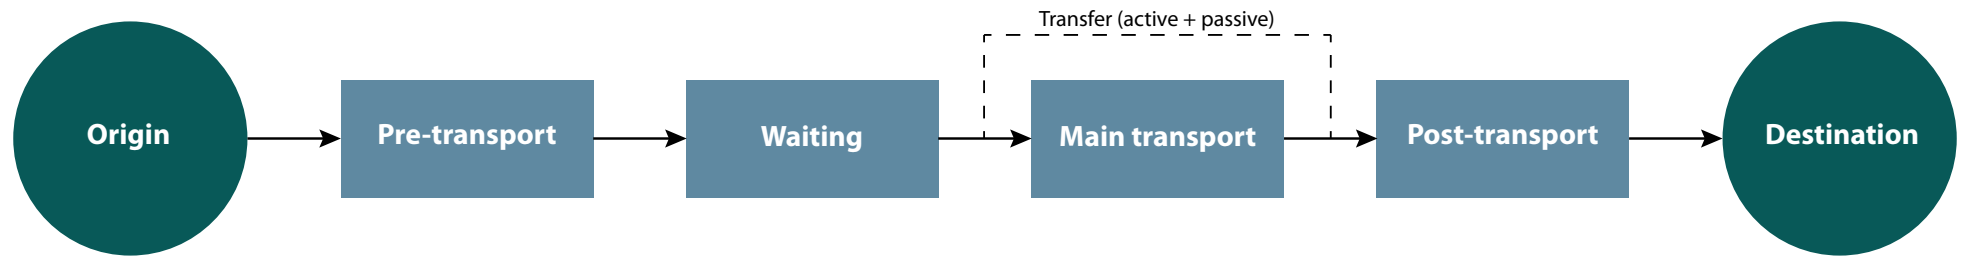 Transfer (active + passive)
Origin
Pre-transport
Waiting
Main transport
Post-transport
Destination